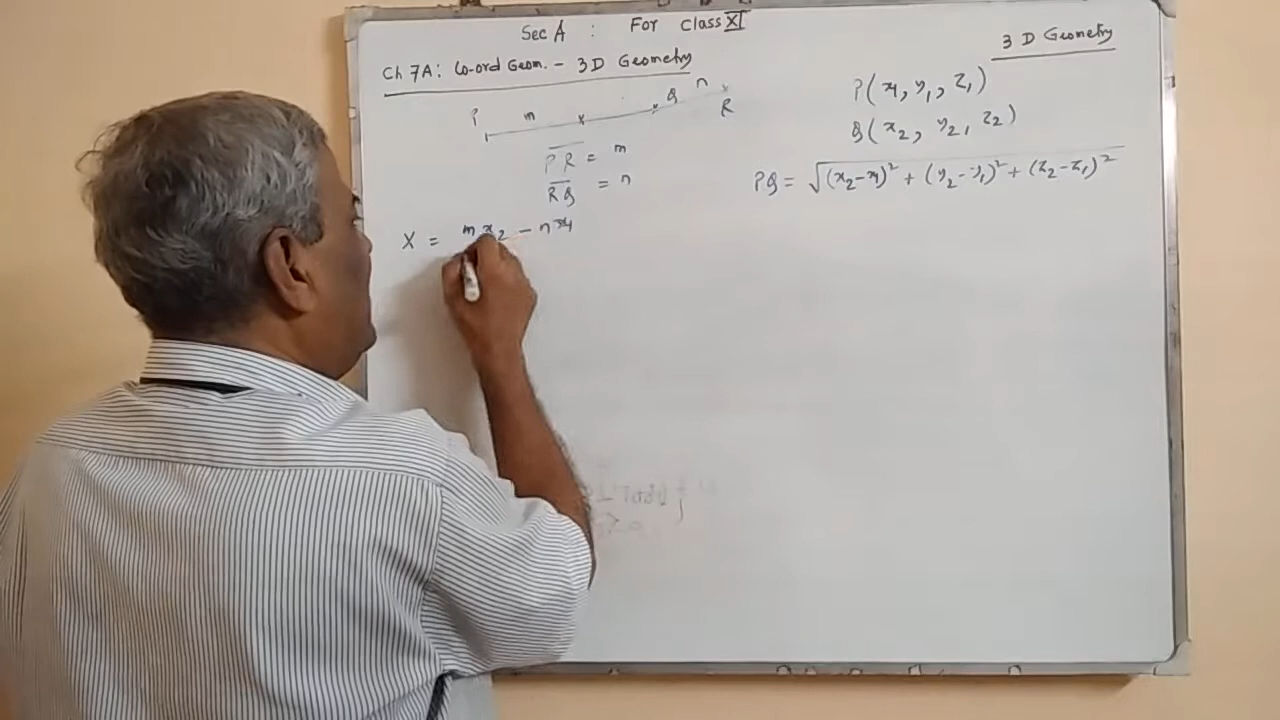 Sec A : For Class XI
Ch 7A: Co-ord Geom. - 3D Geometry
3 D Geometry
P m Q n R
PR = m
RQ = n
X = mx₂ - nx₁
P(x₁, y₁, z₁)
Q(x₂, y₂, z₂)
PQ = √(x₂-x₁)² + (y₂-y₁)² + (z₂-z₁)²